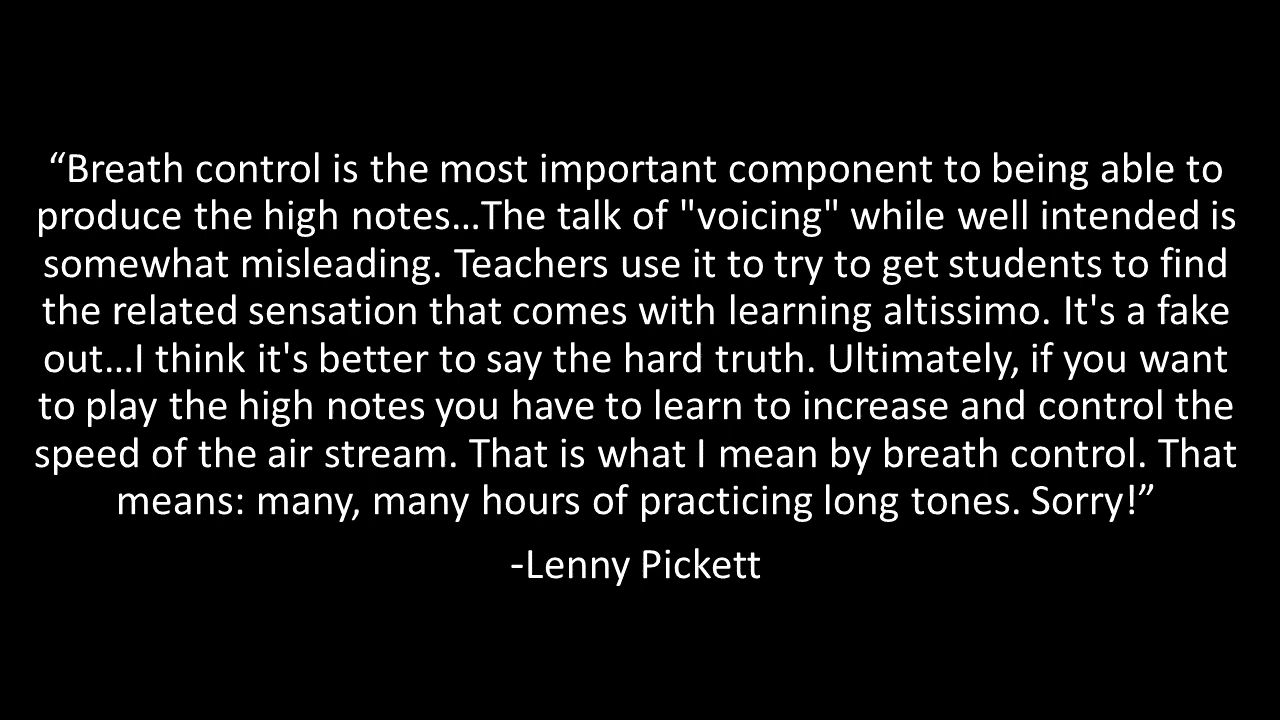 “Breath control is the most important component to being able to
produce the high notes…The talk of "voicing" while well intended is
somewhat misleading. Teachers use it to try to get students to find
the related sensation that comes with learning altissimo. It's a fake
out…I think it's better to say the hard truth. Ultimately, if you want
to play the high notes you have to learn to increase and control the
speed of the air stream. That is what I mean by breath control. That
means: many, many hours of practicing long tones. Sorry!”
-Lenny Pickett